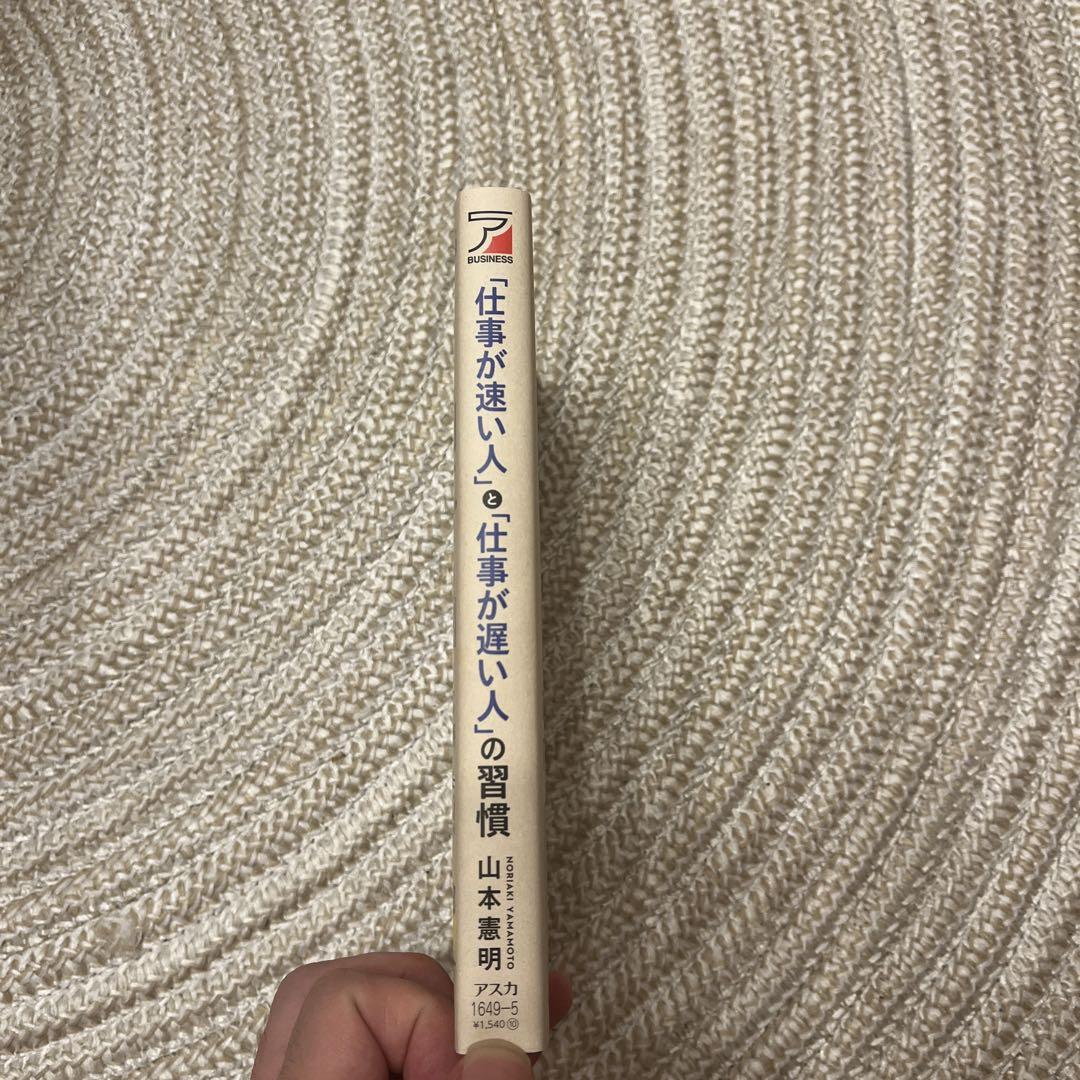 ア
BUSINESS
「仕事が速い人」と「仕事が遅い人」の習慣
山本憲明
NORIAKI YAMAMOTO
アスカ
1649-5
¥1,540⑩